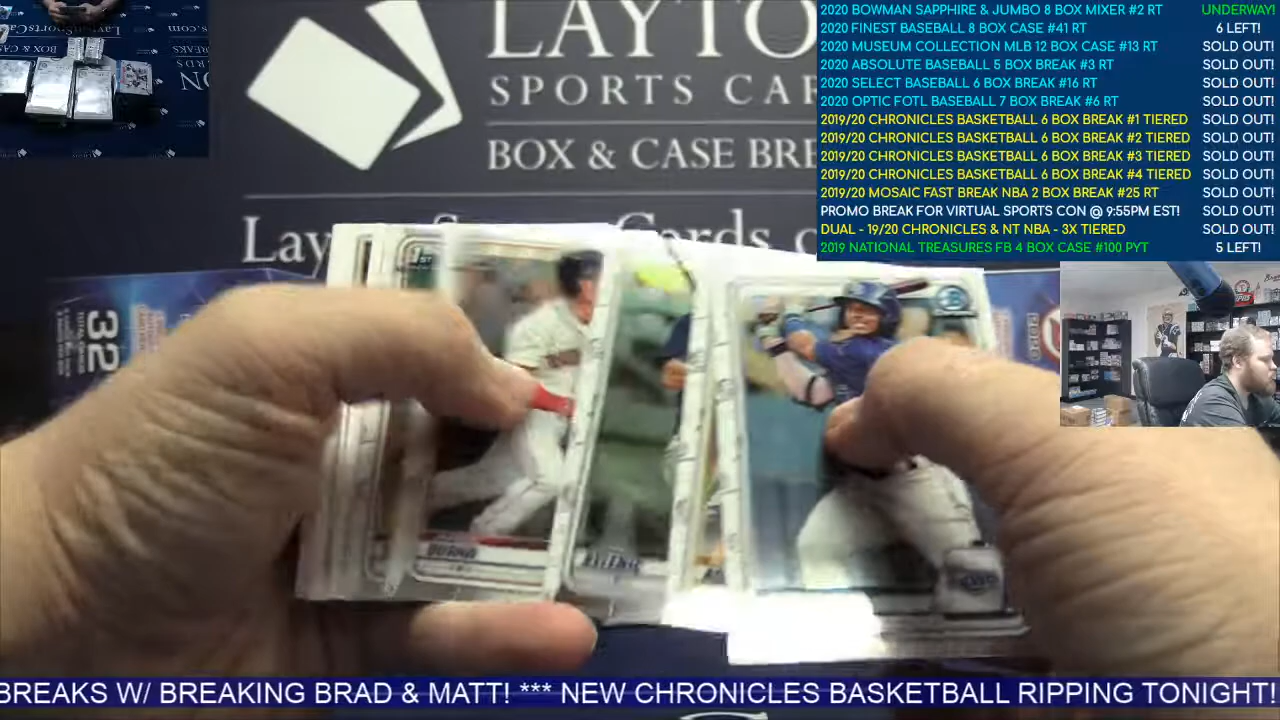 LAYTO
SPORTS CAR
BOX & CASE BRE
2020 BOWMAN SAPPHIRE & JUMBO 8 BOX MIXER #2 RT UNDERWAY!
2020 FINEST BASEBALL 8 BOX CASE #41 RT 6 LEFT!
2020 MUSEUM COLLECTION MLB 12 BOX CASE #13 RT SOLD OUT!
2020 ABSOLUTE BASEBALL 5 BOX BREAK #3 RT SOLD OUT!
2020 SELECT BASEBALL 6 BOX BREAK #16 RT SOLD OUT!
2020 OPTIC FOTL BASEBALL 7 BOX BREAK #6 RT SOLD OUT!
2019/20 CHRONICLES BASKETBALL 6 BOX BREAK #1 TIERED SOLD OUT!
2019/20 CHRONICLES BASKETBALL 6 BOX BREAK #2 TIERED SOLD OUT!
2019/20 CHRONICLES BASKETBALL 6 BOX BREAK #3 TIERED SOLD OUT!
2019/20 CHRONICLES BASKETBALL 6 BOX BREAK #4 TIERED SOLD OUT!
2019/20 MOSAIC FAST BREAK NBA 2 BOX BREAK #25 RT SOLD OUT!
PROMO BREAK FOR VIRTUAL SPORTS CON @ 9:55PM EST! SOLD OUT!
DUAL - 19/20 CHRONICLES & NT NBA - 3X TIERED SOLD OUT!
2019 NATIONAL TREASURES FB 4 BOX CASE #100 PYT 5 LEFT!
32
1ST
BREAKS W/ BREAKING BRAD & MATT! *** NEW CHRONICLES BASKETBALL RIPPING TONIGHT!